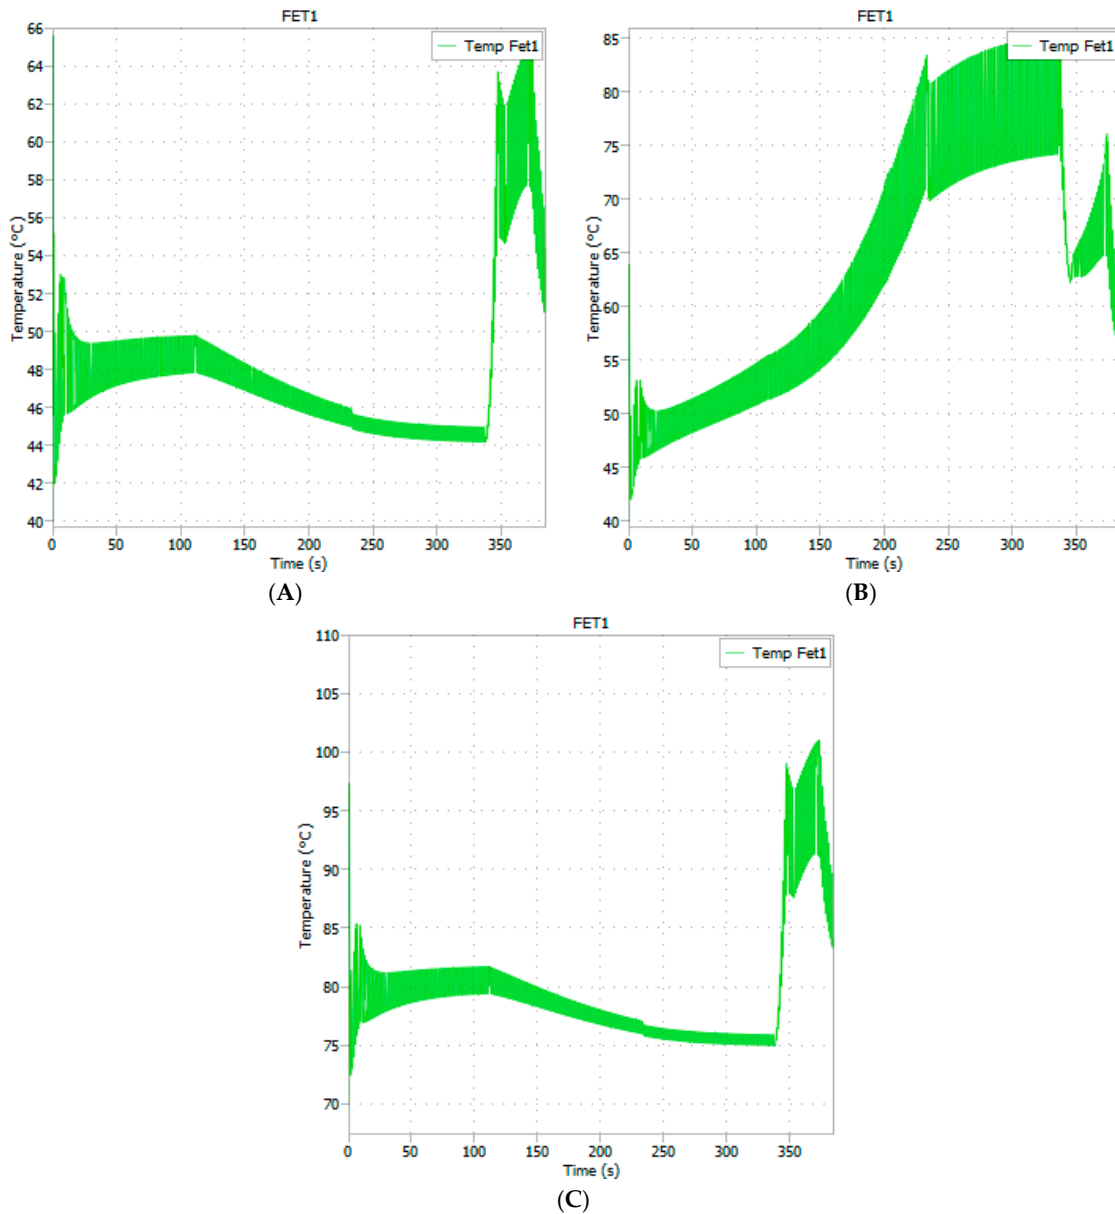 FET1
Temp Fet1
Temperature (°C)
66
64
62
60
58
56
54
52
50
48
46
44
42
40
0 50 100 150 200 250 300 350
Time (s)
(A)
FET1
Temp Fet1
Temperature (°C)
85
80
75
70
65
60
55
50
45
40
0 50 100 150 200 250 300 350
Time (s)
(B)
FET1
Temp Fet1
Temperature (°C)
110
105
100
95
90
85
80
75
70
0 50 100 150 200 250 300 350
Time (s)
(C)